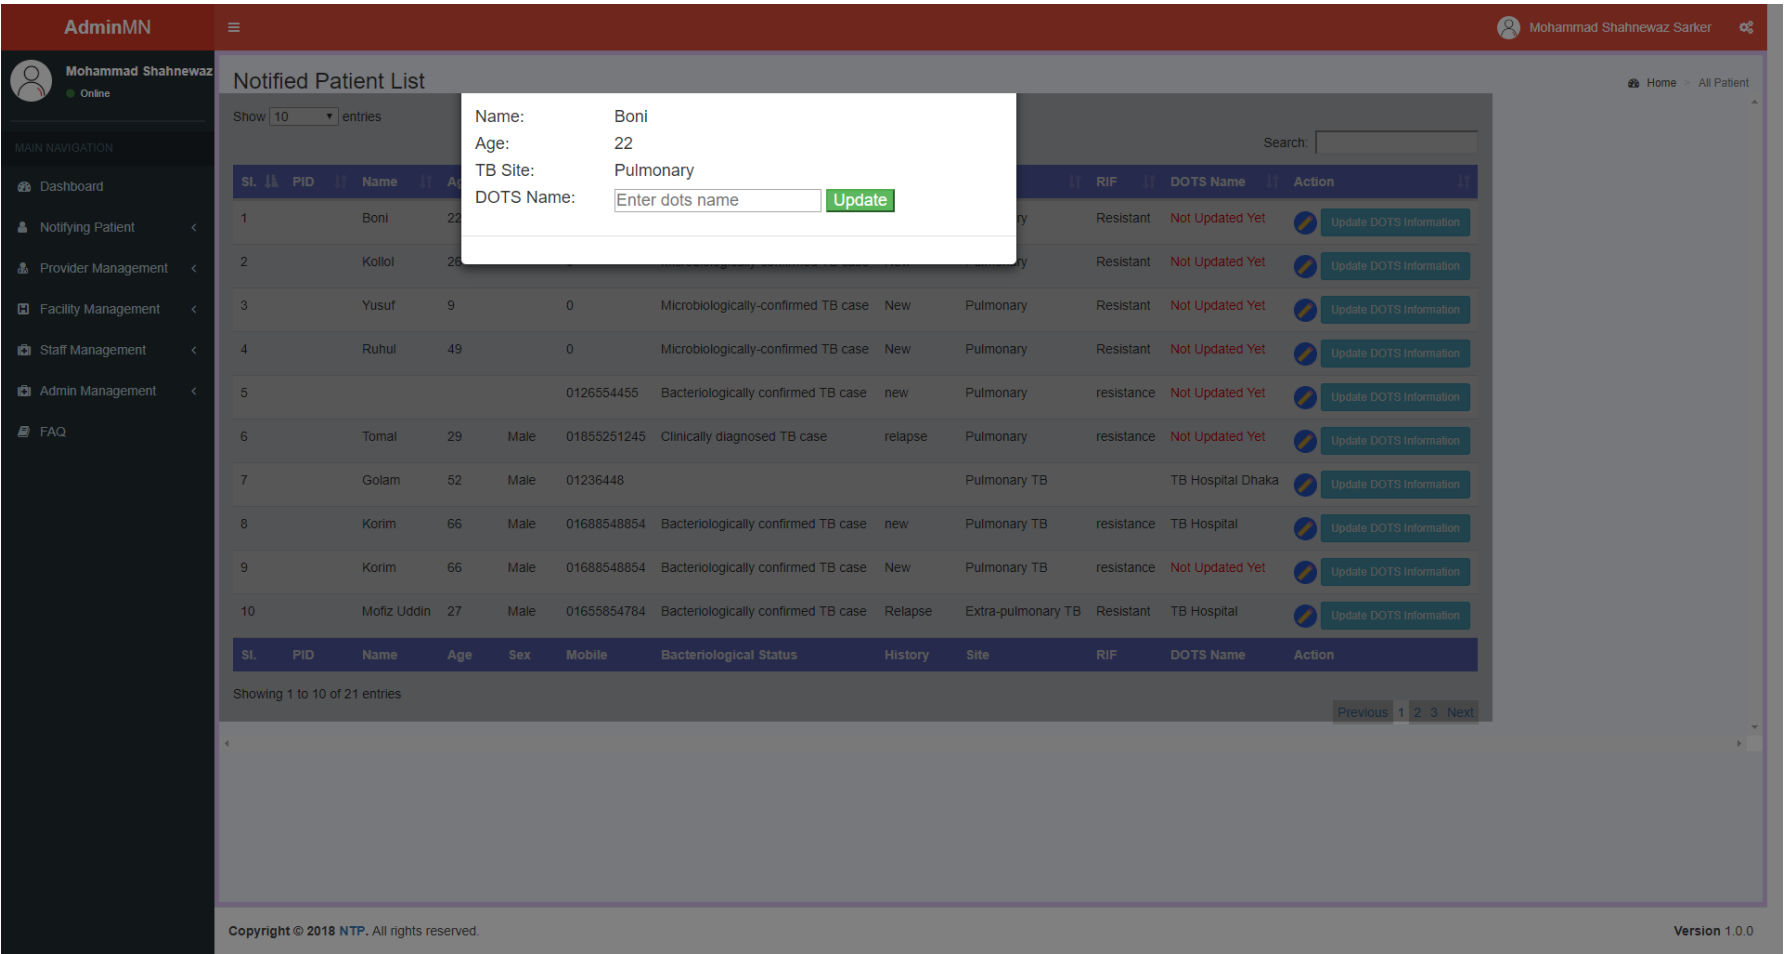 AdminMN
Mohammad Shahnewaz Sarker
Mohammad Shahnewaz
Online
MAIN NAVIGATION
Dashboard
Notifying Patient
Provider Management
Facility Management
Staff Management
Admin Management
FAQ
Notified Patient List
Home > All Patient
Show 10 entries
Search:
Name: Boni
Age: 22
TB Site: Pulmonary
DOTS Name: Enter dots name Update
Sl. PID Name Ag RIF DOTS Name Action
1 Boni 22 ry Resistant Not Updated Yet Update DOTS Information
2 Kollol 26 Resistant Not Updated Yet Update DOTS Information
3 Yusuf 9 0 Microbiologically-confirmed TB case New Pulmonary Resistant Not Updated Yet Update DOTS Information
4 Ruhul 49 0 Microbiologically-confirmed TB case New Pulmonary Resistant Not Updated Yet Update DOTS Information
5 0126554455 Bacteriologically confirmed TB case new Pulmonary resistance Not Updated Yet Update DOTS Information
6 Tomal 29 Male 01855251245 Clinically diagnosed TB case relapse Pulmonary resistance Not Updated Yet Update DOTS Information
7 Golam 52 Male 01236448 Pulmonary TB TB Hospital Dhaka Update DOTS Information
8 Korim 66 Male 01688548854 Bacteriologically confirmed TB case new Pulmonary TB resistance TB Hospital Update DOTS Information
9 Korim 66 Male 01688548854 Bacteriologically confirmed TB case New Pulmonary TB resistance Not Updated Yet Update DOTS Information
10 Mofiz Uddin 27 Male 01655854784 Bacteriologically confirmed TB case Relapse Extra-pulmonary TB Resistant TB Hospital Update DOTS Information
Sl. PID Name Age Sex Mobile Bacteriological Status History Site RIF DOTS Name Action
Showing 1 to 10 of 21 entries
Previous 1 2 3 Next
Copyright © 2018 NTP. All rights reserved.
Version 1.0.0